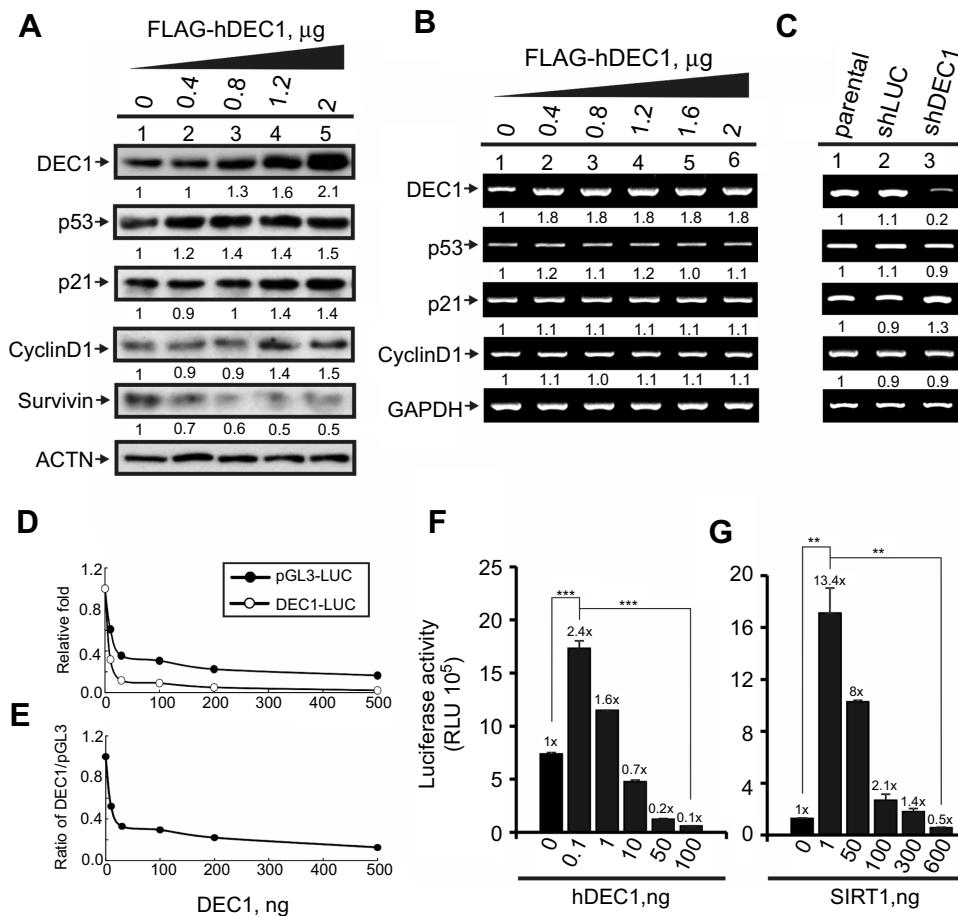 A
FLAG-hDEC1, μg
0 0.4 0.8 1.2 2
1 2 3 4 5
DEC1
1 1 1.3 1.6 2.1
p53
1 1.2 1.4 1.4 1.5
p21
1 0.9 1 1.4 1.4
CyclinD1
1 0.9 0.9 1.4 1.5
Survivin
1 0.7 0.6 0.5 0.5
ACTN
B
FLAG-hDEC1, μg
0 0.4 0.8 1.2 1.6 2
1 2 3 4 5 6
DEC1
1 1.8 1.8 1.8 1.8 1.8
p53
1 1.2 1.1 1.2 1.0 1.1
p21
1 1.1 1.1 1.1 1.1 1.1
CyclinD1
1 1.1 1.0 1.1 1.1 1.1
GAPDH
C
parental shLUC shDEC1
1 2 3
1 1.1 0.2
1 1.1 0.9
1 0.9 1.3
1 0.9 0.9
D
Relative fold
1.2
0.8
0.4
0.0
0 100 200 300 400 500
pGL3-LUC
DEC1-LUC
E
Ratio of DEC1/pGL3
1.2
0.8
0.4
0.0
0 100 200 300 400 500
DEC1, ng
F
Luciferase activity
(RLU 10⁵)
25
20
15
10
5
0
*** ***
1x 2.4x 1.6x 0.7x 0.2x 0.1x
0 0.1 1 10 50 100
hDEC1,ng
G
20
16
12
8
4
0
** **
1x 13.4x 8x 2.1x 1.4x 0.5x
0 1 50 100 300 600
SIRT1,ng